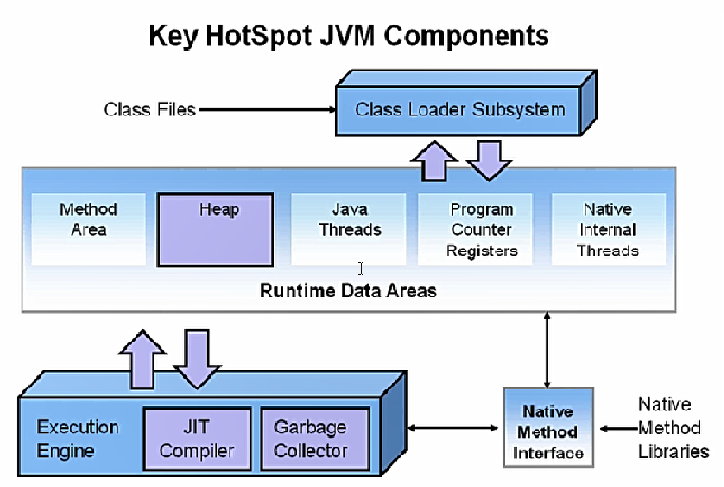 Key HotSpot JVM Components
Class Files
Class Loader Subsystem
Method
Area
Heap
Java
Threads
Program
Counter
Registers
Native
Internal
Threads
Runtime Data Areas
Execution
Engine
JIT
Compiler
Garbage
Collector
Native
Method
Interface
Native
Method
Libraries